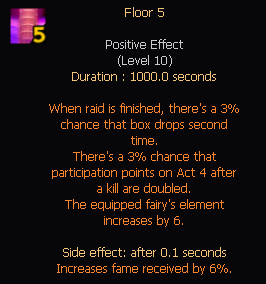 Floor 5
5
Positive Effect
(Level 10)
Duration : 1000.0 seconds
When raid is finished, there's a 3%
chance that box drops second
time.
There's a 3% chance that
participation points on Act 4 after
a kill are doubled.
The equipped fairy's element
increases by 6.
Side effect: after 0.1 seconds
Increases fame received by 6%.